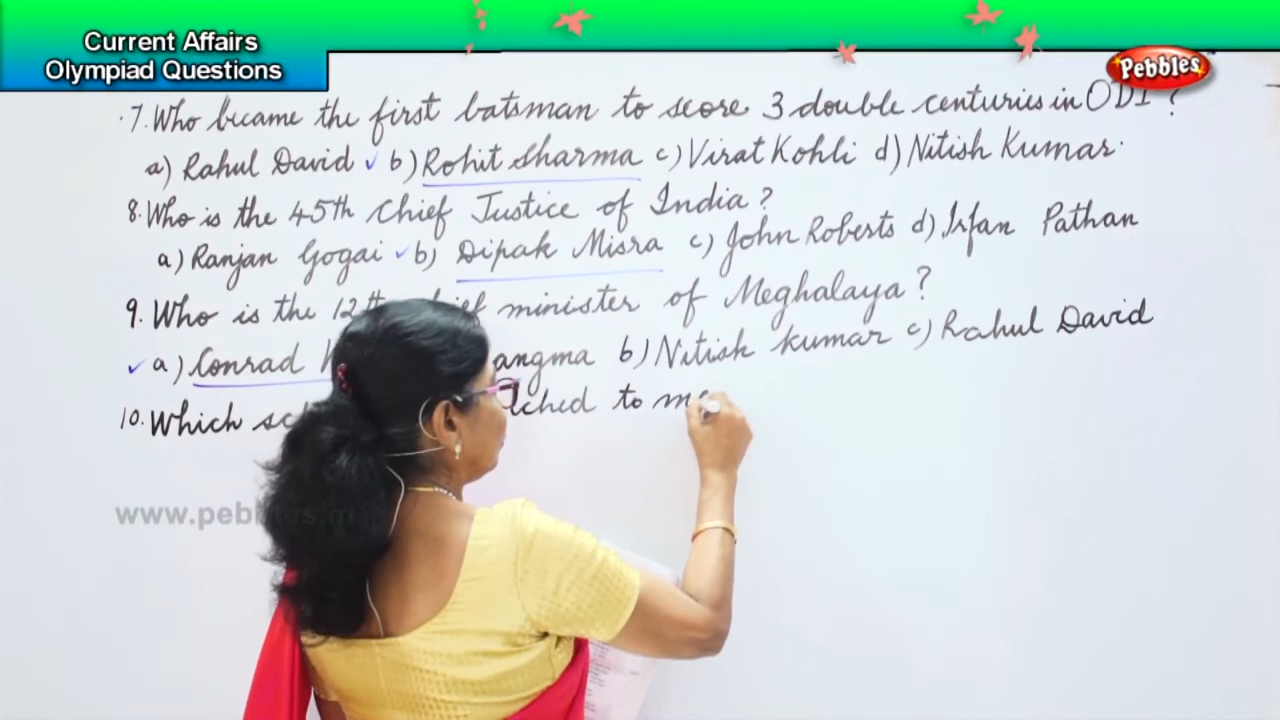 Current Affairs
Olympiad Questions
Pebbles
7. Who became the first batsman to score 3 double centuries in ODI ?
a) Rahul David ✓ b) Rohit Sharma c) Virat Kohli d) Nitish Kumar.
8. Who is the 45th Chief Justice of India ?
a) Ranjan Gogai ✓ b) Dipak Misra c) John Roberts d) Irfan Pathan
9. Who is the 12th minister of Meghalaya ?
✓ a) Conrad angma b) Nitish kumar c) Rahul David
10. Which ched to
www.pebbles.in